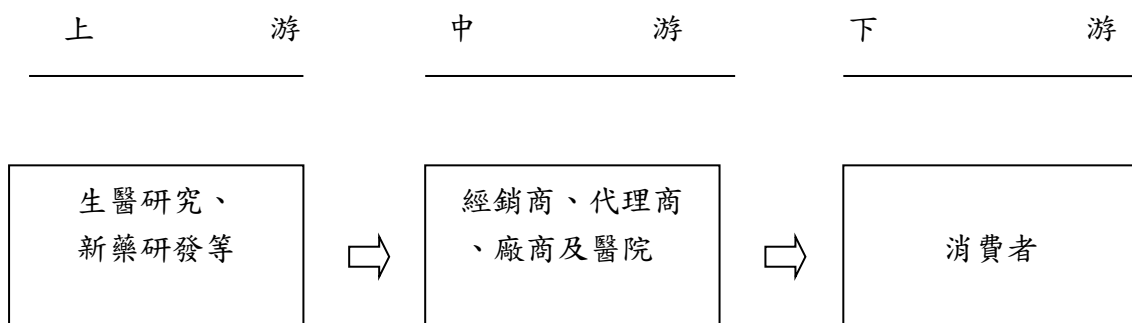 上游 中游 下游
生醫研究、
新藥研發等
經銷商、代理商
、廠商及醫院
消費者